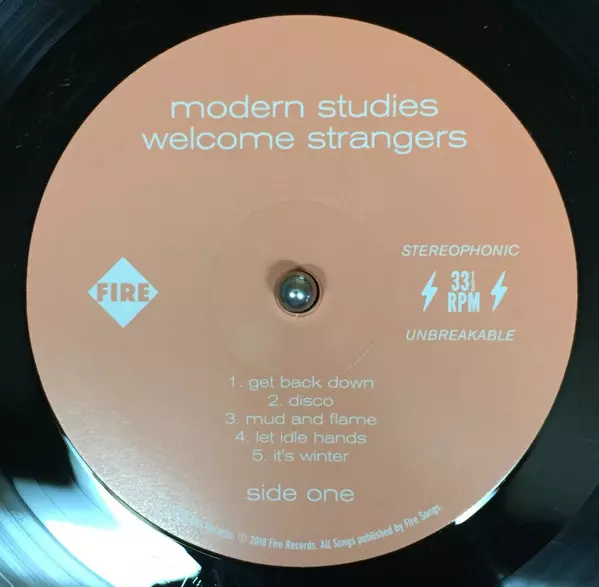 modern studies
welcome strangers
STEREOPHONIC
FIRE
33⅓
RPM
UNBREAKABLE
1. get back down
2. disco
3. mud and flame
4. let idle hands
5. it's winter
side one
Records. © 2018 Fire Records. All Songs published by Fire Songs.